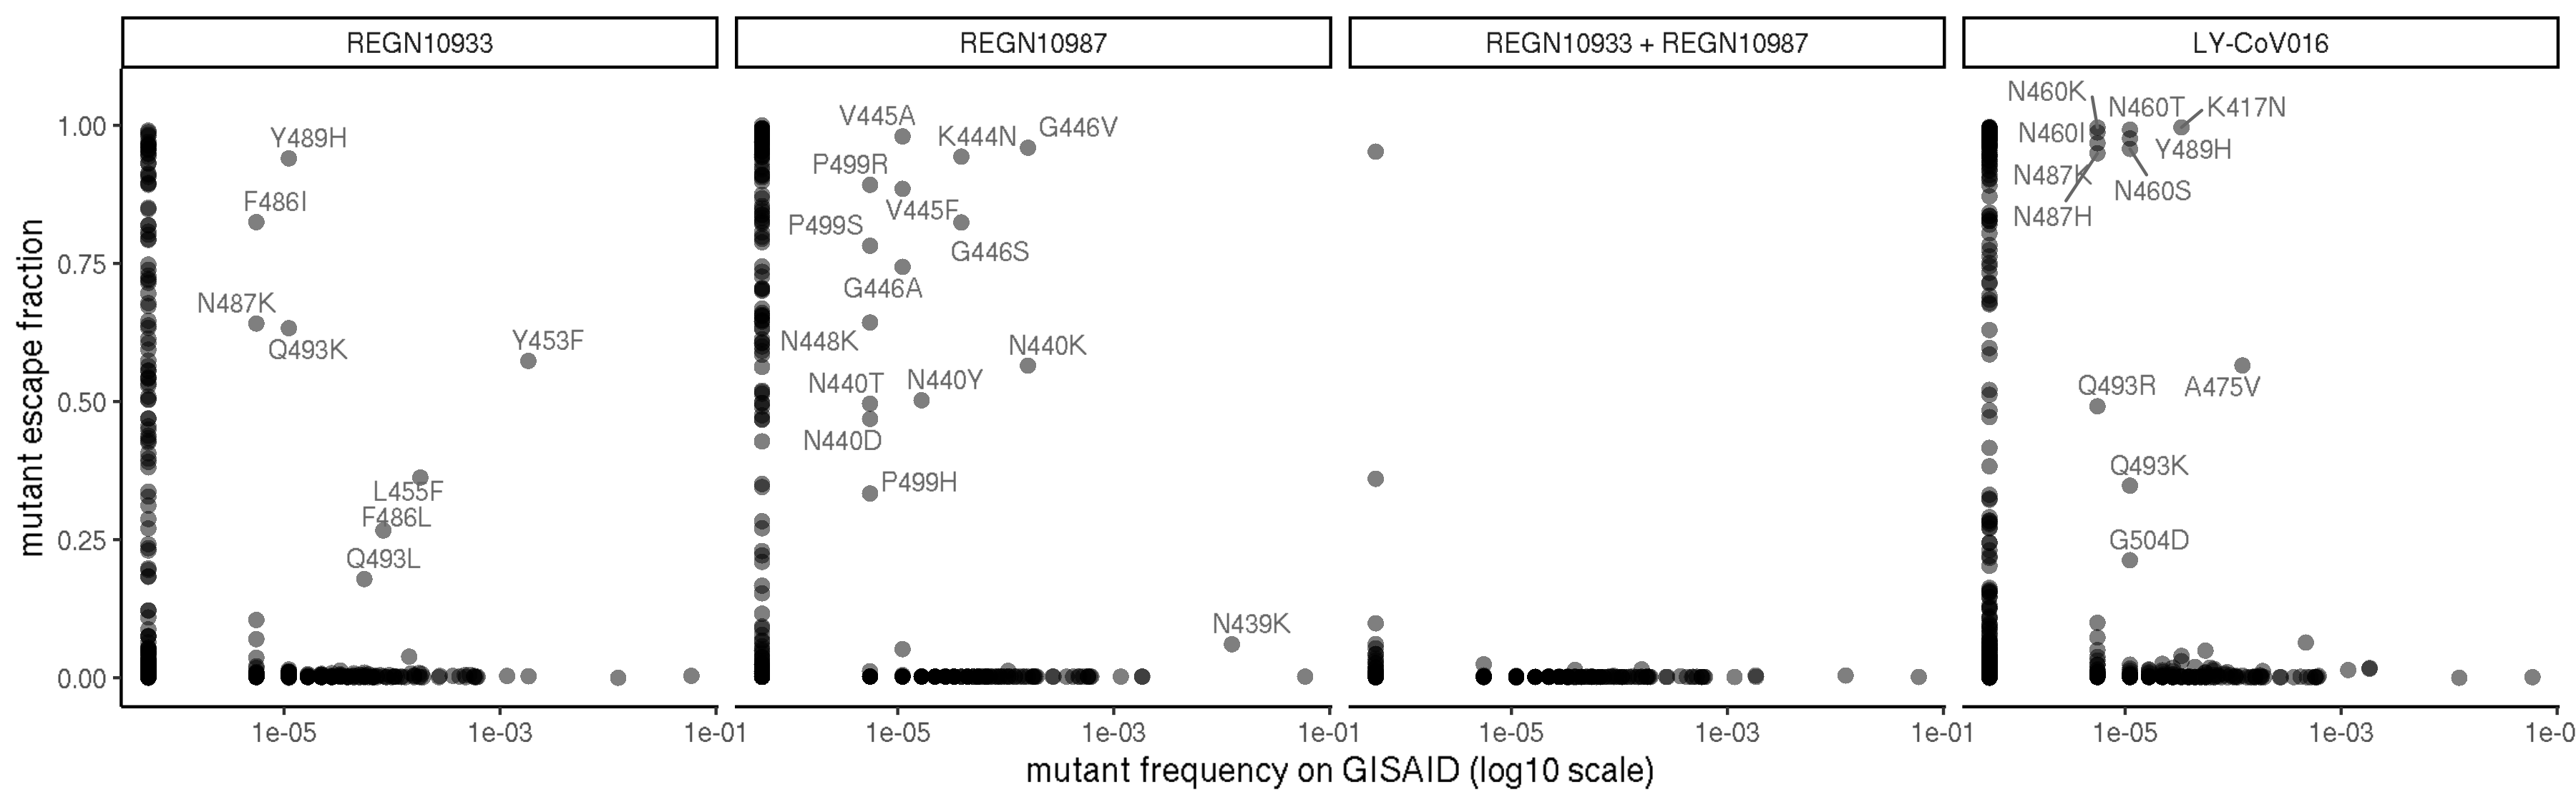 REGN10933
REGN10987
REGN10933 + REGN10987
LY-CoV016
mutant escape fraction
1.00
0.75
0.50
0.25
0.00
Y489H
F486I
N487K
Q493K
Y453F
L455F
F486L
Q493L
V445A
K444N
G446V
P499R
V445F
P499S
G446S
G446A
N448K
N440K
N440T
N440Y
N440D
P499H
N439K
N460K
N460T
K417N
N460I
Y489H
N487K
N460S
N487H
Q493R
A475V
Q493K
G504D
1e-05
1e-03
1e-01
1e-05
1e-03
1e-01
1e-05
1e-03
1e-01
1e-05
1e-03
1e-0
mutant frequency on GISAID (log10 scale)